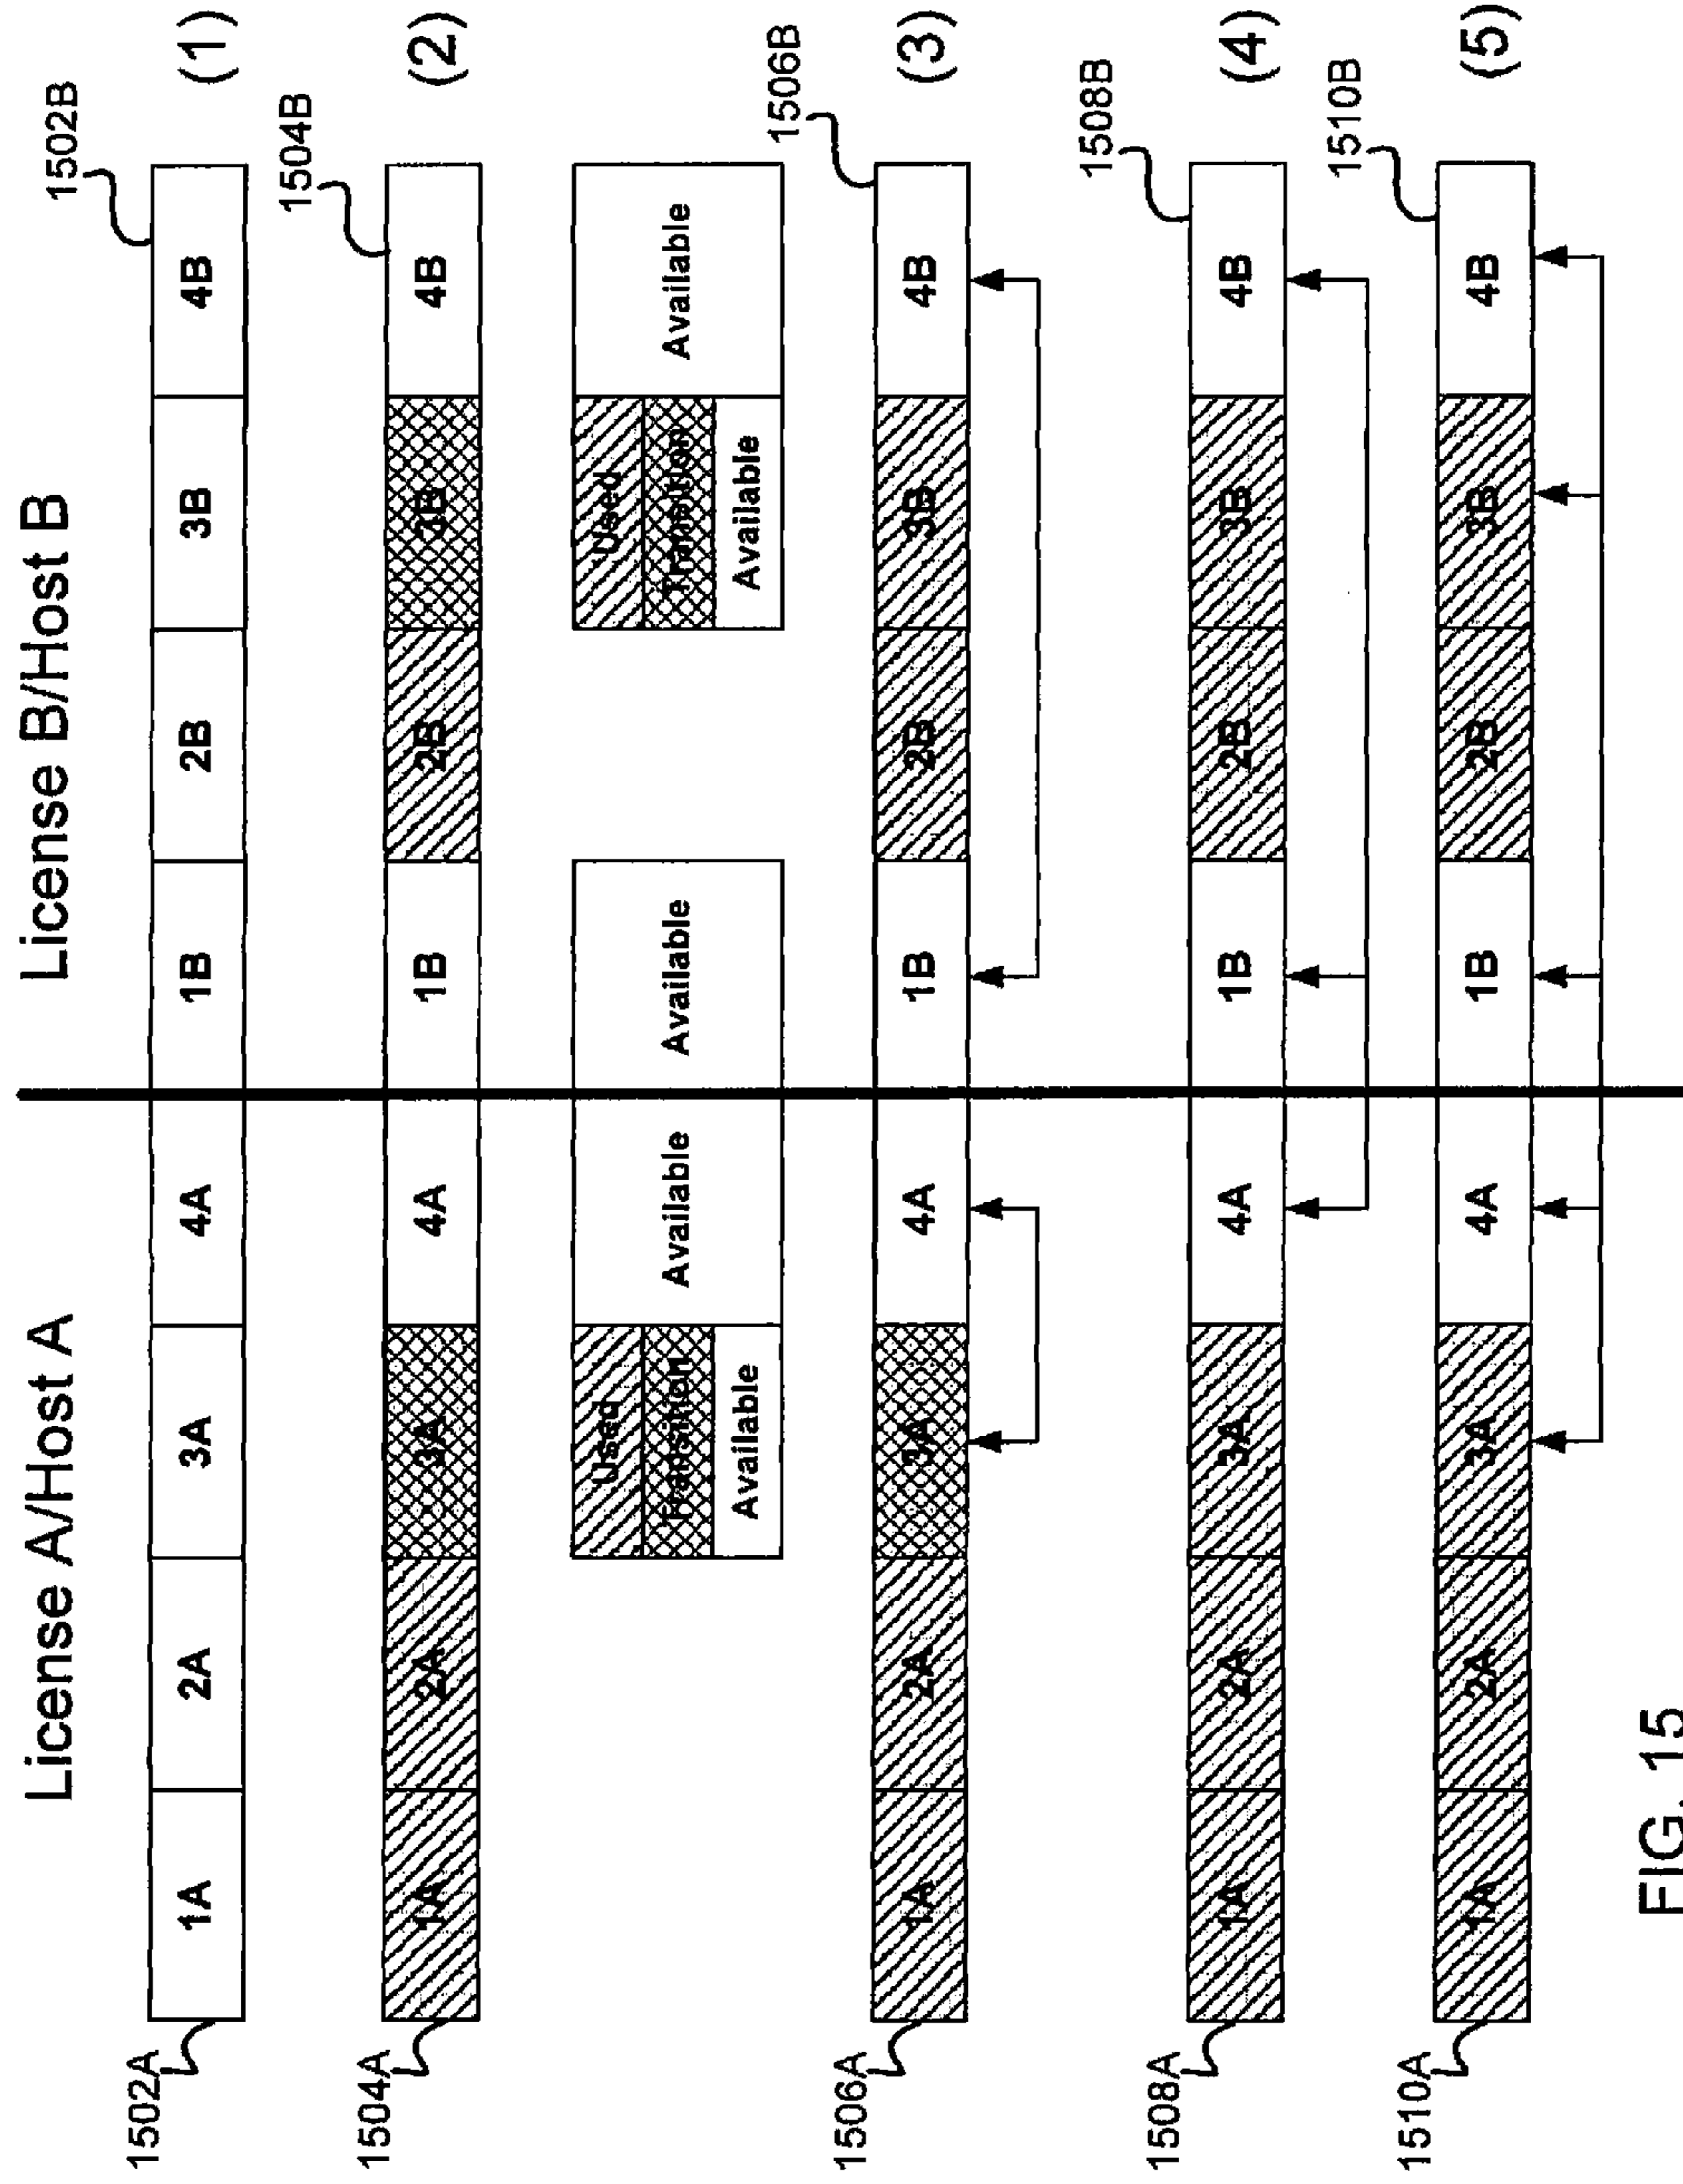 License A/Host A
License B/Host B
1502A
1A 2A 3A 4A 1B 2B 3B 4B
1502B
(1)
1504A
1A 2A 3A 4A 1B 2B 3B 4B
1504B
(2)
Used
Transition
Available
Available
Available
Used
Transition
Available
Available
1506A
1A 2A 3A 4A 1B 2B 3B 4B
1506B
(3)
1508A
1A 2A 3A 4A 1B 2B 3B 4B
1508B
(4)
1510A
1A 2A 3A 4A 1B 2B 3B 4B
1510B
(5)
FIG. 15